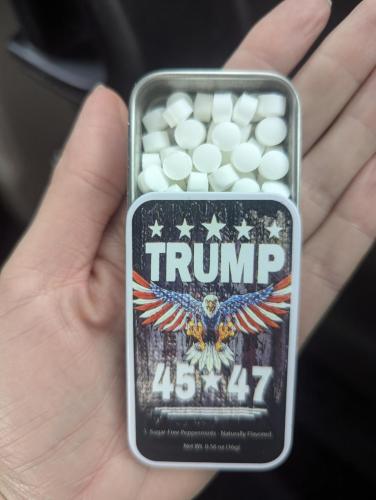 TRUMP
45★47
Sugar Free Peppermints · Naturally Flavored
Net Wt. 0.56 oz (16g)